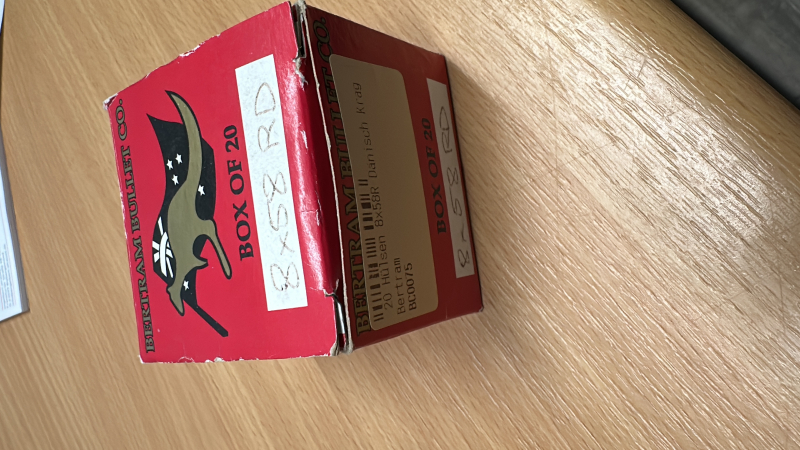 BERTRAM BULLET CO.
BOX OF 20
8x58 RD
BERTRAM BULLET CO.
20 Hülsen 8x58R Dänisch Krag
Bertram
BC0075
BOX OF 20
8x58 RD